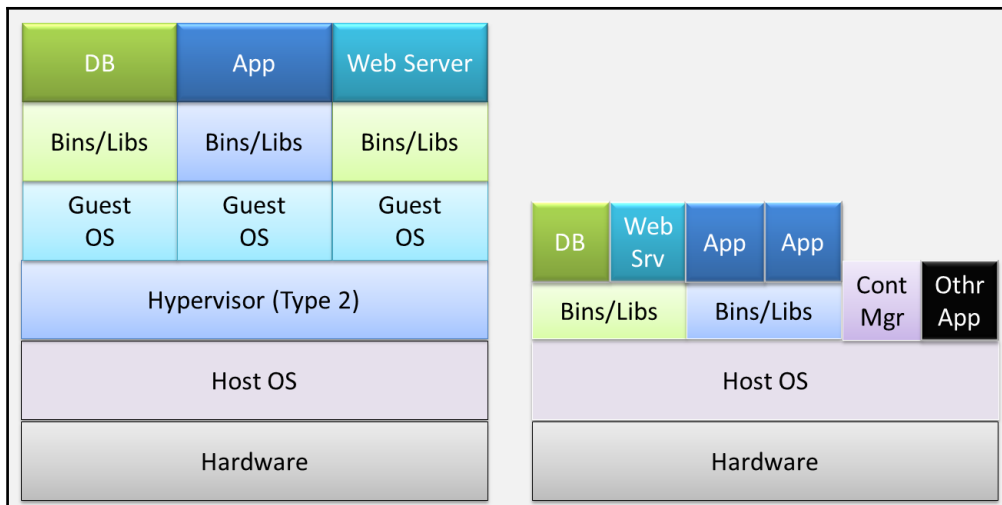 DB
App
Web Server
Bins/Libs
Bins/Libs
Bins/Libs
Guest
OS
Guest
OS
Guest
OS
Hypervisor (Type 2)
Host OS
Hardware
DB
Web
Srv
App
App
Cont
Mgr
Othr
App
Bins/Libs
Bins/Libs
Host OS
Hardware